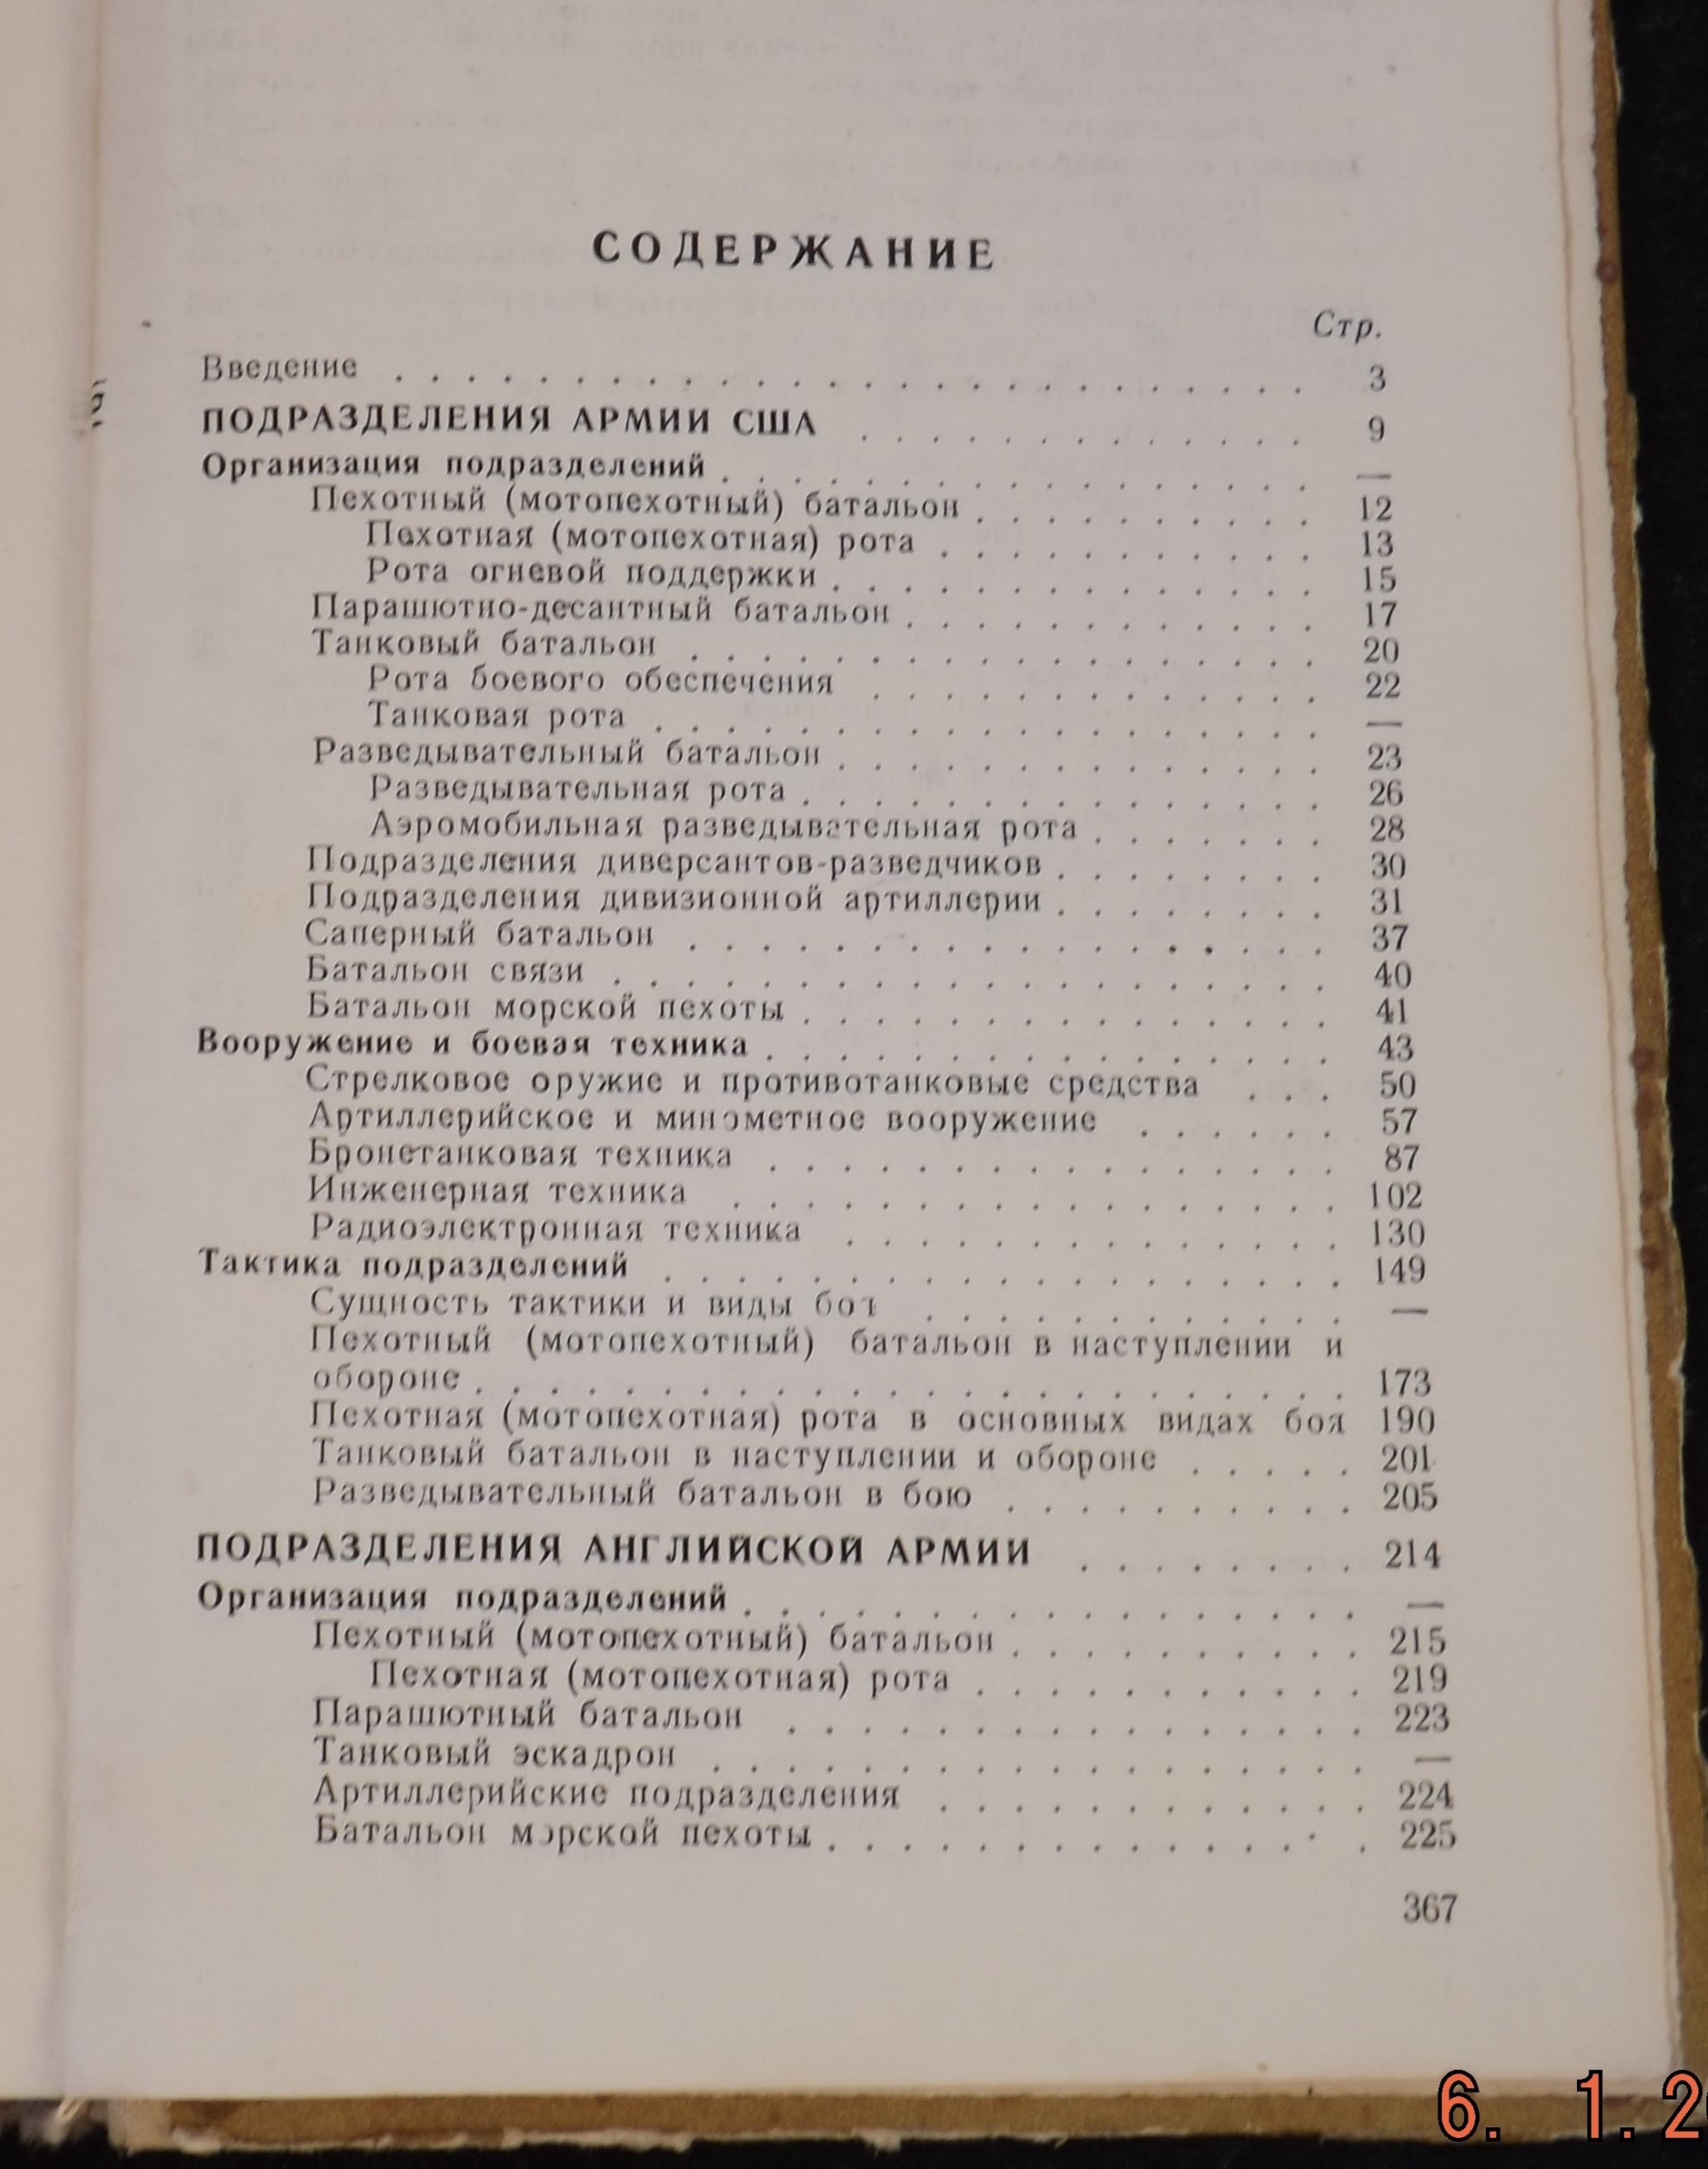 СОДЕРЖАНИЕ
Стр.
Введение . . . . . . . . . . . . . . . . . . . . . . . . . . 3
ПОДРАЗДЕЛЕНИЯ АРМИИ США . . . . . . . . . . . . . 9
Организация подразделений . . . . . . . . . . . . . . . . . —
Пехотный (мотопехотный) батальон . . . . . . . . . . 12
Пехотная (мотопехотная) рота . . . . . . . . . . . 13
Рота огневой поддержки . . . . . . . . . . . . . . 15
Парашютно-десантный батальон . . . . . . . . . . . . 17
Танковый батальон . . . . . . . . . . . . . . . . . . 20
Рота боевого обеспечения . . . . . . . . . . . . . 22
Танковая рота . . . . . . . . . . . . . . . . . . . —
Разведывательный батальон . . . . . . . . . . . . . . 23
Разведывательная рота . . . . . . . . . . . . . . . 26
Аэромобильная разведывательная рота . . . . . . . 28
Подразделения диверсантов-разведчиков . . . . . . . . 30
Подразделения дивизионной артиллерии . . . . . . . . 31
Саперный батальон . . . . . . . . . . . . . . . . . . 37
Батальон связи . . . . . . . . . . . . . . . . . . . . 40
Батальон морской пехоты . . . . . . . . . . . . . . . 41
Вооружение и боевая техника . . . . . . . . . . . . . . . . 43
Стрелковое оружие и противотанковые средства . . . 50
Артиллерийское и минометное вооружение . . . . . . 57
Бронетанковая техника . . . . . . . . . . . . . . . . 87
Инженерная техника . . . . . . . . . . . . . . . . . 102
Радиоэлектронная техника . . . . . . . . . . . . . . 130
Тактика подразделений . . . . . . . . . . . . . . . . . . . 149
Сущность тактики и виды боя . . . . . . . . . . . . —
Пехотный (мотопехотный) батальон в наступлении и
обороне . . . . . . . . . . . . . . . . . . . . . . . . 173
Пехотная (мотопехотная) рота в основных видах боя 190
Танковый батальон в наступлении и обороне . . . . . 201
Разведывательный батальон в бою . . . . . . . . . . 205
ПОДРАЗДЕЛЕНИЯ АНГЛИЙСКОЙ АРМИИ . . . . . . . . 214
Организация подразделений . . . . . . . . . . . . . . . . . —
Пехотный (мотопехотный) батальон . . . . . . . . . . 215
Пехотная (мотопехотная) рота . . . . . . . . . . . 219
Парашютный батальон . . . . . . . . . . . . . . . . 223
Танковый эскадрон . . . . . . . . . . . . . . . . . . —
Артиллерийские подразделения . . . . . . . . . . . . 224
Батальон морской пехоты . . . . . . . . . . . . . . . 225
367
6. 1.2